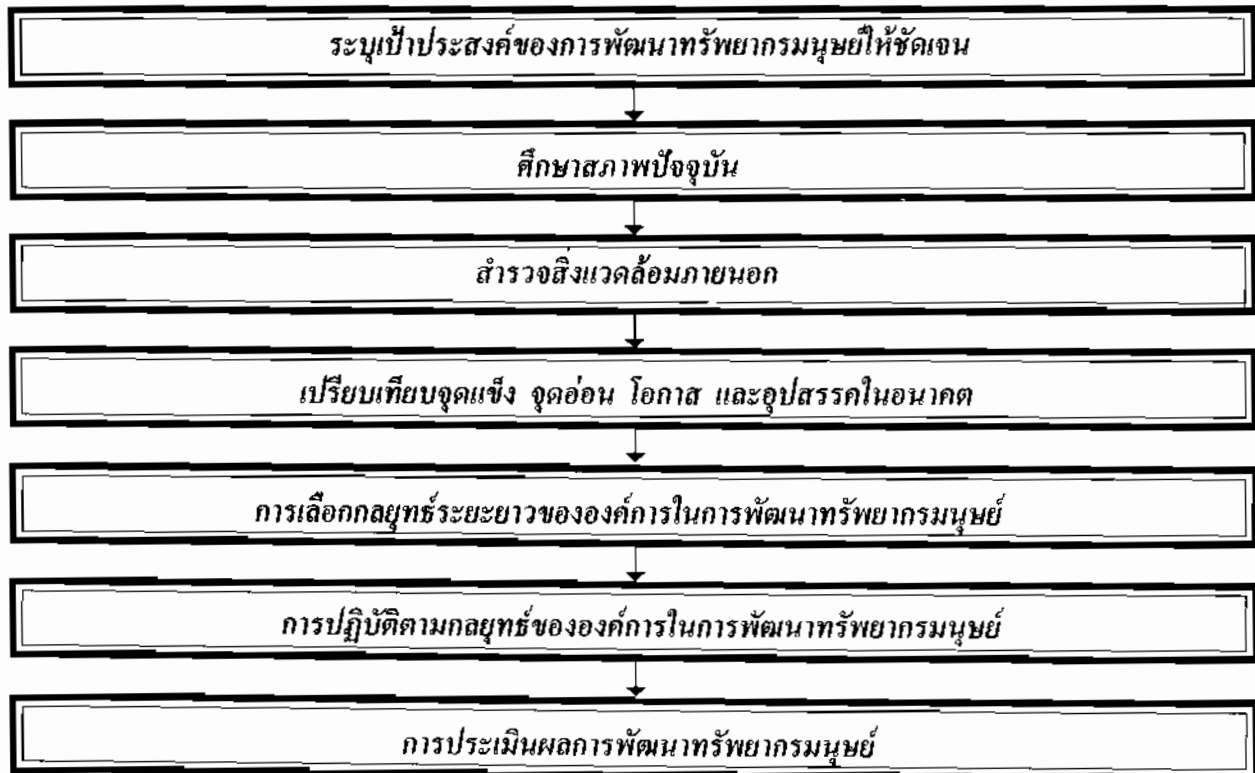 ระบุเป้าประสงค์ของการพัฒนาทรัพยากรมนุษย์ให้ชัดเจน
ศึกษาสภาพปัจจุบัน
สำรวจสิ่งแวดล้อมภายนอก
เปรียบเทียบจุดแข็ง จุดอ่อน โอกาส และอุปสรรคในอนาคต
การเลือกกลยุทธ์ระยะยาวขององค์การในการพัฒนาทรัพยากรมนุษย์
การปฏิบัติตามกลยุทธ์ขององค์การในการพัฒนาทรัพยากรมนุษย์
การประเมินผลการพัฒนาทรัพยากรมนุษย์